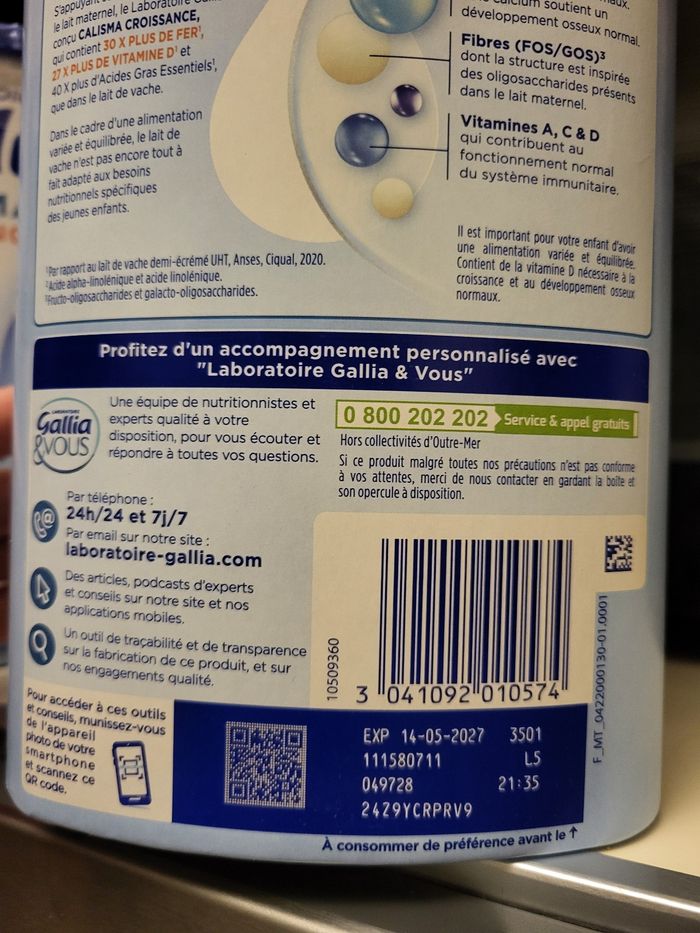 S'appuyant
le lait maternel, le Laboratoire
conçu CALISMA CROISSANCE,
qui contient 30 X PLUS DE FER¹,
27 X PLUS DE VITAMINE D¹ et
40 X plus d'Acides Gras Essentiels¹,
que dans le lait de vache.
Dans le cadre d'une alimentation
variée et équilibrée, le lait de
vache n'est pas encore tout à
fait adapté aux besoins
nutritionnels spécifiques
des jeunes enfants.
calcium soutient un
développement osseux normal.
Fibres (FOS/GOS)³
dont la structure est inspirée
des oligosaccharides présents
dans le lait maternel.
Vitamines A, C & D
qui contribuent au
fonctionnement normal
du système immunitaire.
¹Par rapport au lait de vache demi-écrémé UHT, Anses, Ciqual, 2020.
²Acide alpha-linolénique et acide linolénique.
³Fructo-oligosaccharides et galacto-oligosaccharides.
Il est important pour votre enfant d'avoir
une alimentation variée et équilibrée.
Contient de la vitamine D nécessaire à la
croissance et au développement osseux
normaux.
Profitez d'un accompagnement personnalisé avec
"Laboratoire Gallia & Vous"
LABORATOIRE
Gallia
&VOUS
Une équipe de nutritionnistes et
experts qualité à votre
disposition, pour vous écouter et
répondre à toutes vos questions.
Par téléphone :
24h/24 et 7j/7
Par email sur notre site :
laboratoire-gallia.com
Des articles, podcasts d'experts
et conseils sur notre site et nos
applications mobiles.
Un outil de traçabilité et de transparence
sur la fabrication de ce produit, et sur
nos engagements qualité.
0 800 202 202 Service & appel gratuits
Hors collectivités d'Outre-Mer
Si ce produit malgré toutes nos précautions n'est pas conforme
à vos attentes, merci de nous contacter en gardant la boîte et
son opercule à disposition.
10509360
3 041092 010574
F_MT_0422000130-01.0001
Pour accéder à ces outils
et conseils, munissez-vous
de l'appareil
photo de votre
smartphone
et scannez ce
QR code.
EXP 14-05-2027 3501
111580711 L5
049728 21:35
24Z9YCRPRV9
À consommer de préférence avant le ↑